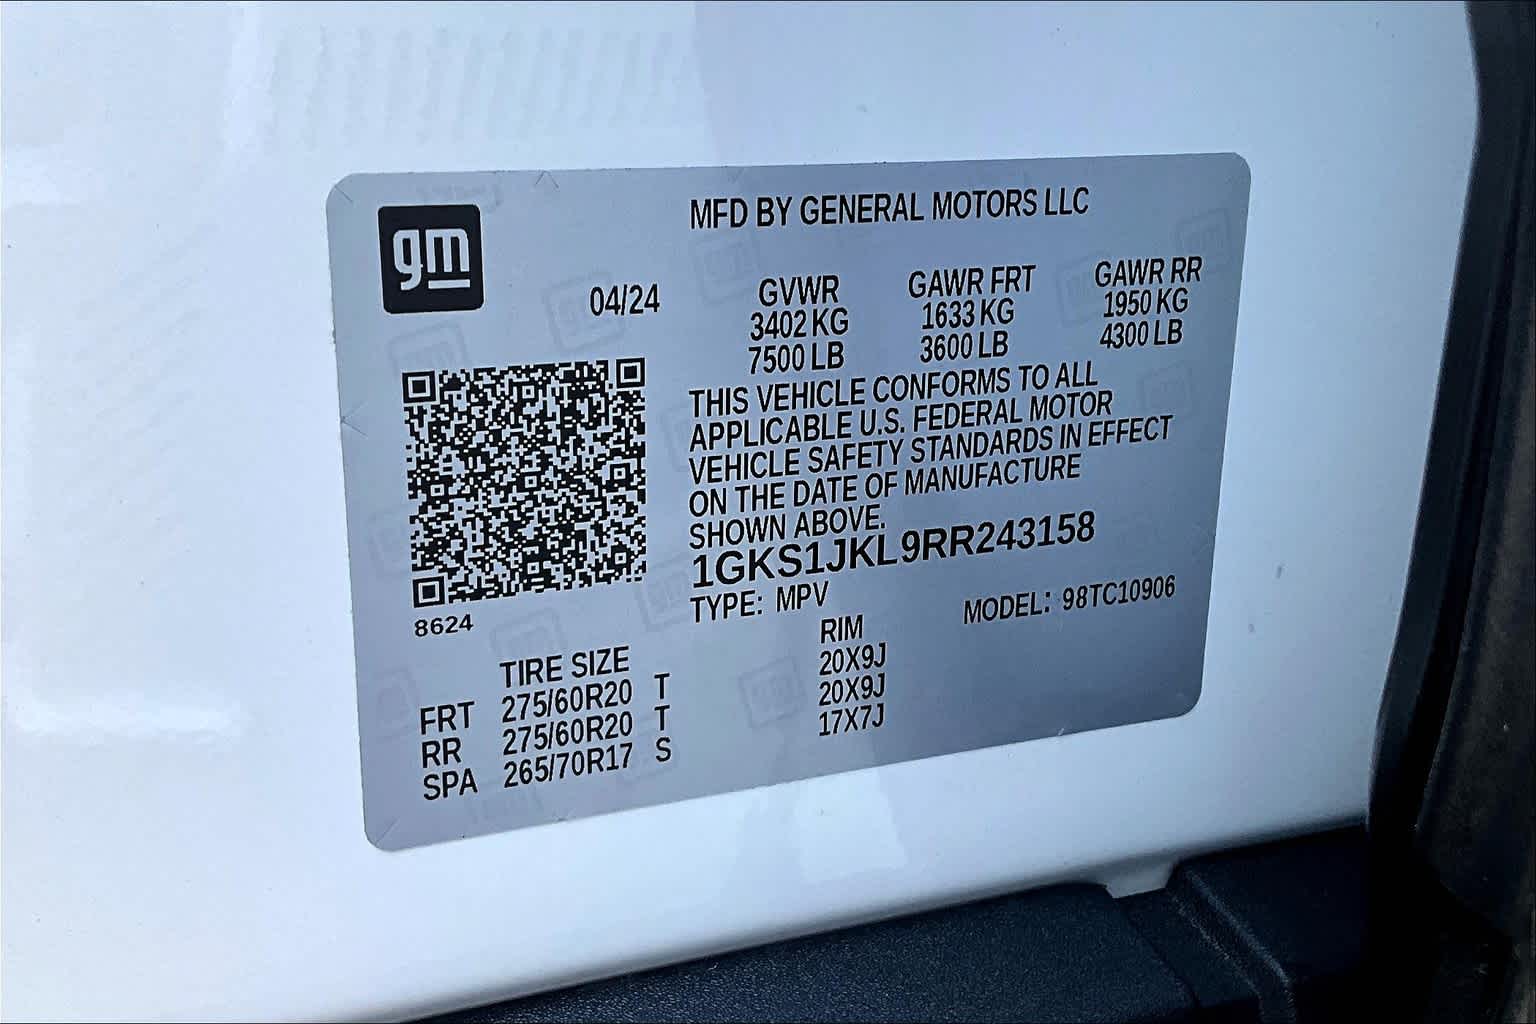 gm
MFD BY GENERAL MOTORS LLC
04/24
GVWR GAWR FRT GAWR RR
3402 KG 1633 KG 1950 KG
7500 LB 3600 LB 4300 LB
THIS VEHICLE CONFORMS TO ALL
APPLICABLE U.S. FEDERAL MOTOR
VEHICLE SAFETY STANDARDS IN EFFECT
ON THE DATE OF MANUFACTURE
SHOWN ABOVE.
1GKS1JKL9RR243158
TYPE: MPV MODEL: 98TC10906
8624
TIRE SIZE RIM
FRT 275/60R20 T 20X9J
RR 275/60R20 T 20X9J
SPA 265/70R17 S 17X7J